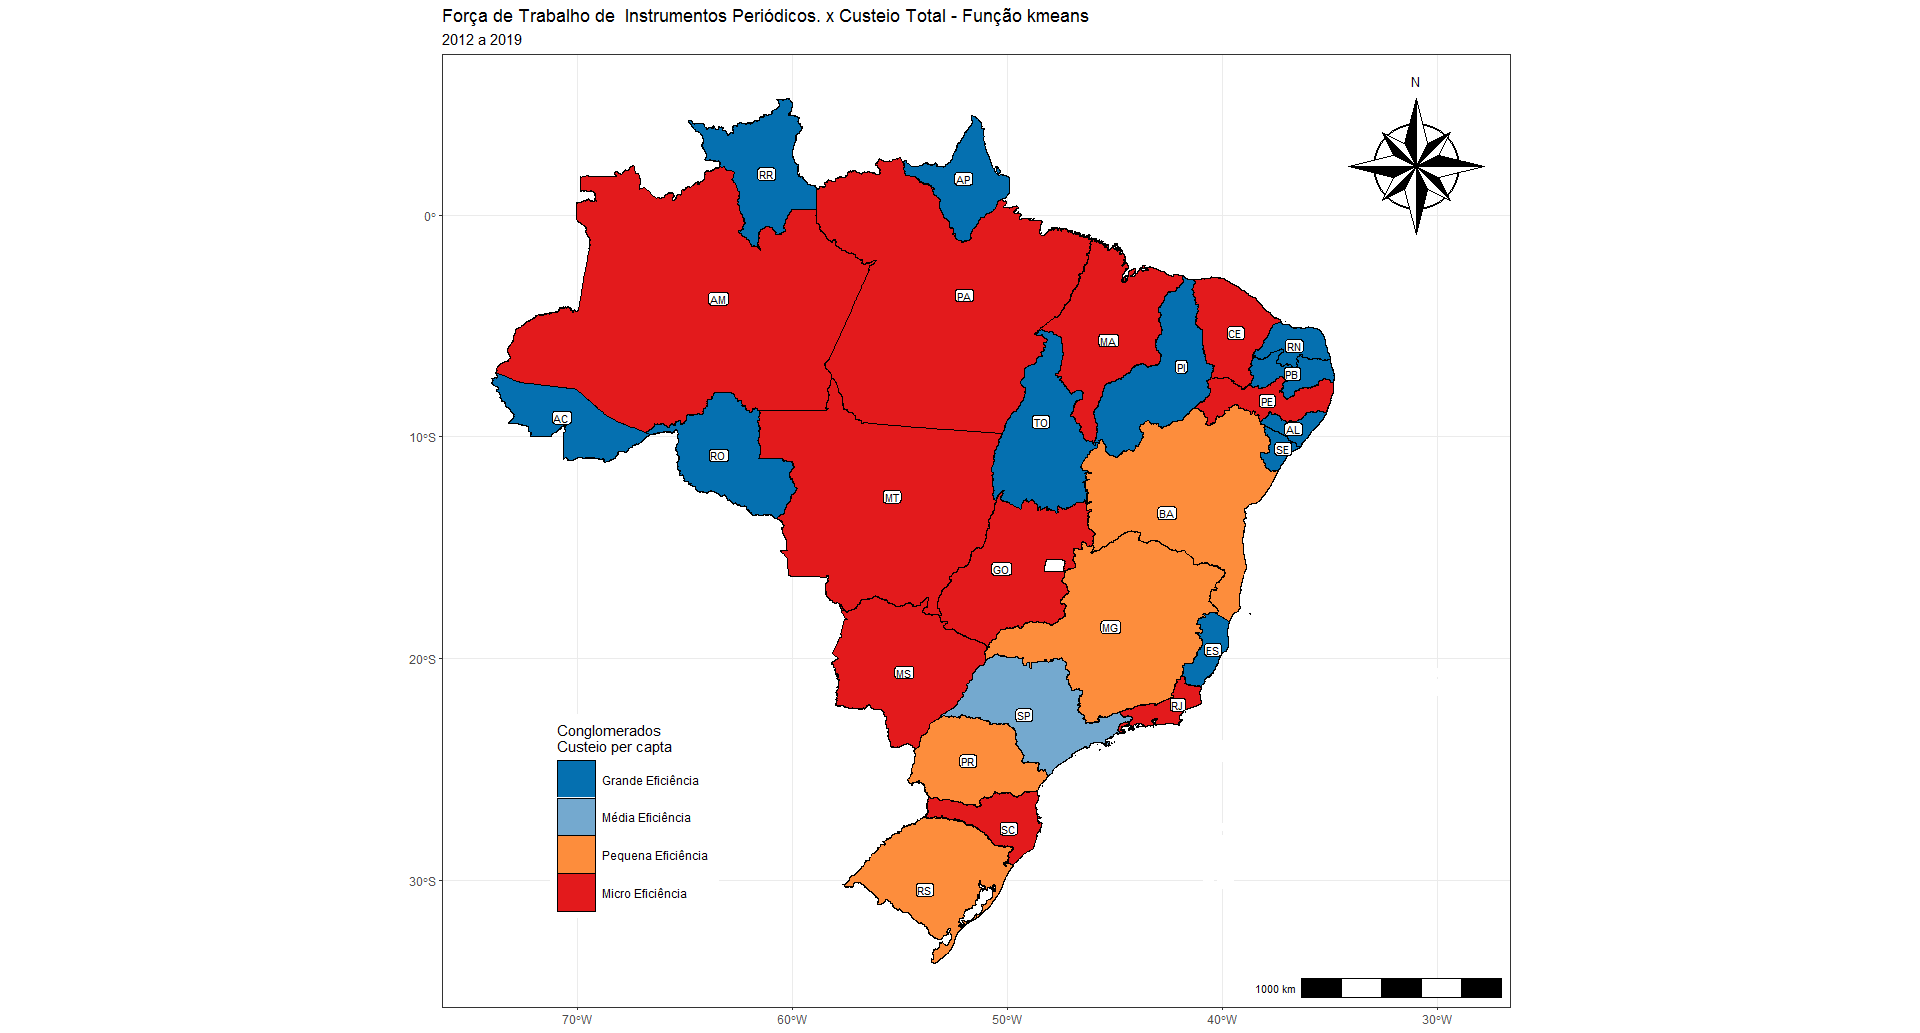 Força de Trabalho de  Instrumentos Periódicos. x Custeio Total - Função kmeans
2012 a 2019
N
RR
AP
0°
AM
PA
CE
MA
RN
PI
PB
PE
AC
TO
AL
10°S
SE
RO
MT
BA
GO
MG
ES
20°S
MS
RJ
SP
Conglomerados
Custeio per capta
PR
Grande Eficiência
Média Eficiência
SC
Pequena Eficiência
RS
30°S
Micro Eficiência
1000 km
70°W
60°W
50°W
40°W
30°W